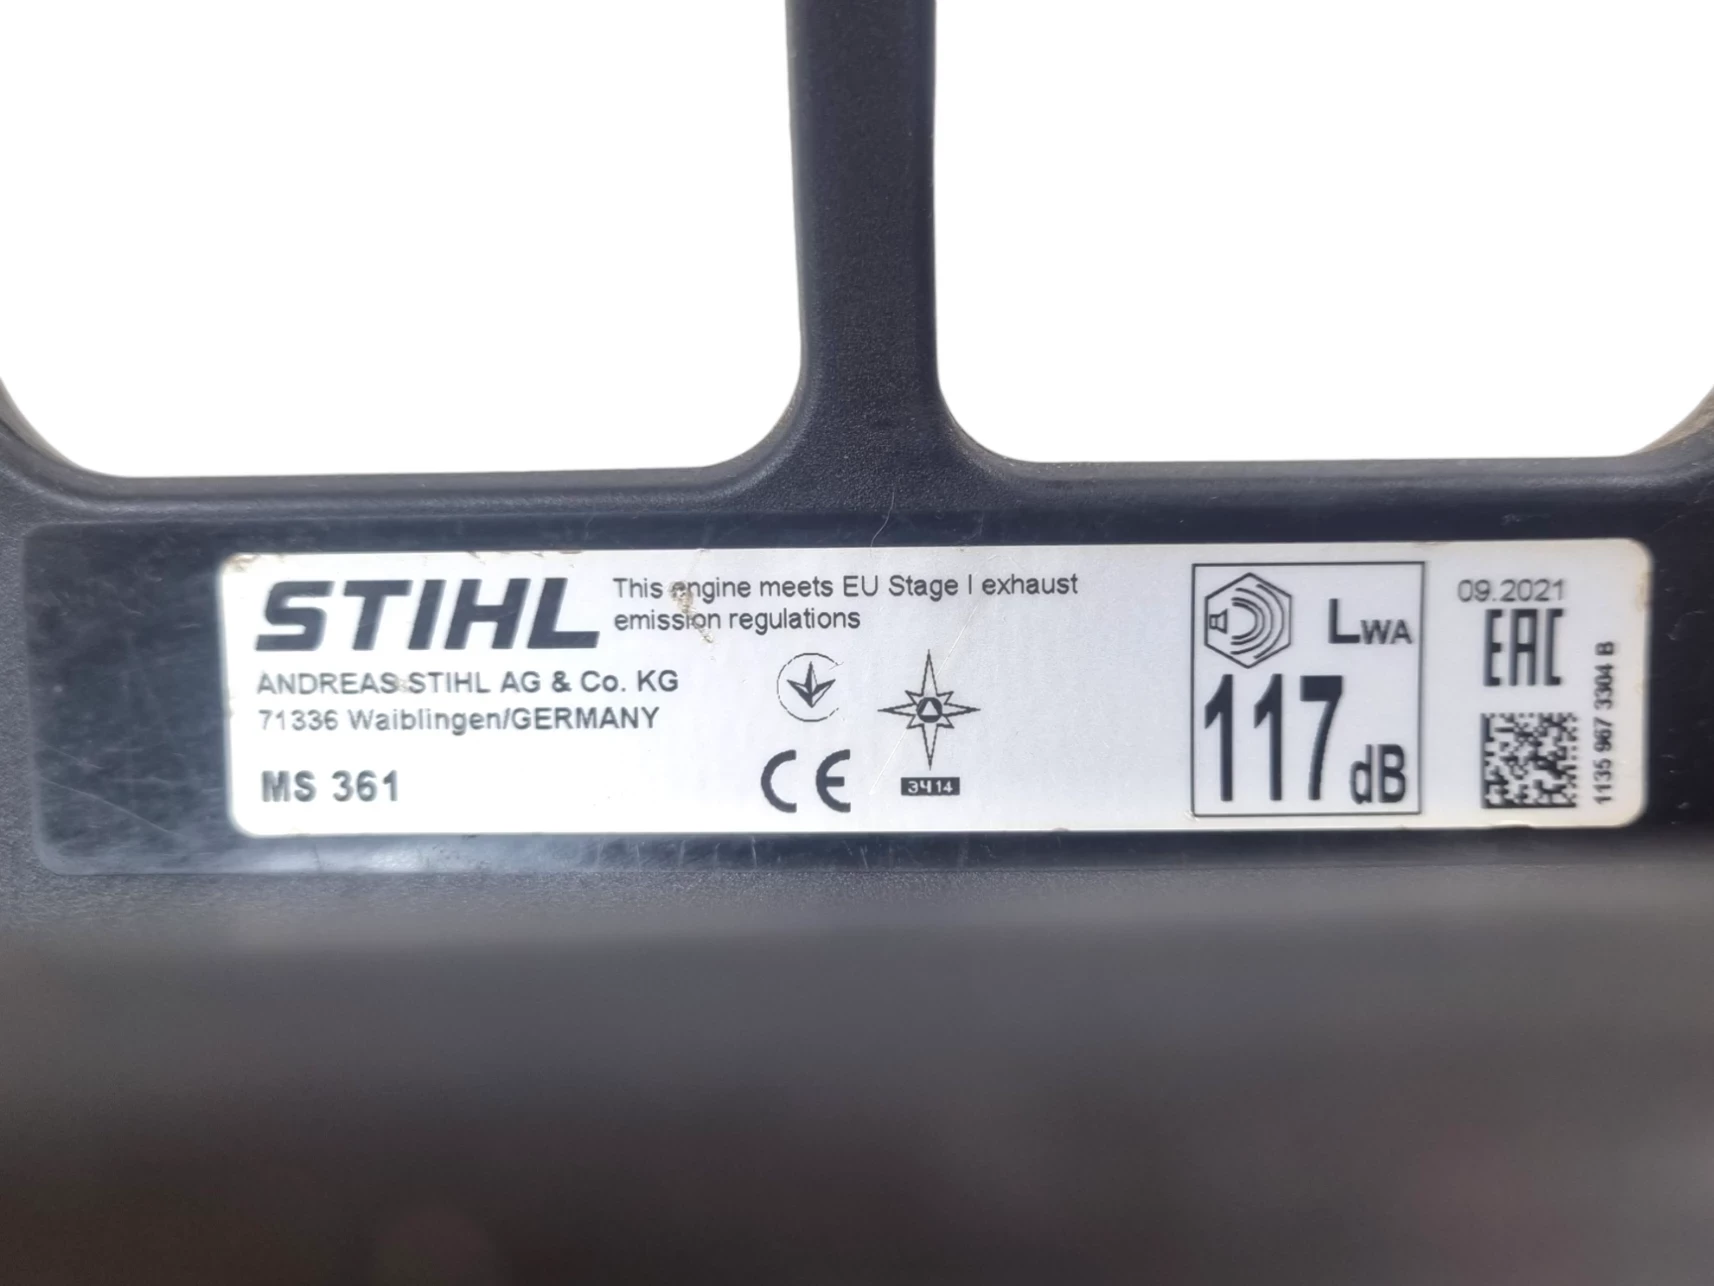 STIHL
This engine meets EU Stage I exhaust
emission regulations
ANDREAS STIHL AG & Co. KG
71336 Waiblingen/GERMANY
MS 361
CE
3414
LWA
117 dB
09.2021
EAC
1135 967 3304 B